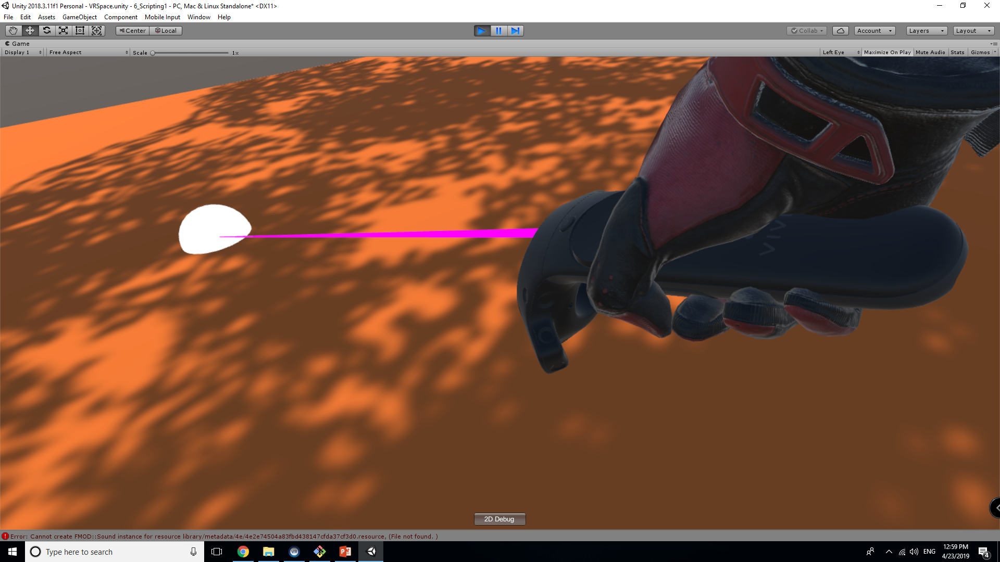 Unity 2018.3.11f1 Personal - VRSpace.unity - 6_Scripting1 - PC, Mac & Linux Standalone* <DX11>
File Edit Assets GameObject Component Mobile Input Window Help
Center Local Collab Account Layers Layout
Game
Display 1 Free Aspect Scale 1x Left Eye Maximize On Play Mute Audio Stats Gizmos
VIV
2D Debug
Error: Cannot create FMOD::Sound instance for resource library/metadata/4e/4e2e74504a83fbd438147cfda37cf3d0.resource, (File not found. )
Type here to search
VR
P
ENG
12:59 PM
4/23/2019
4